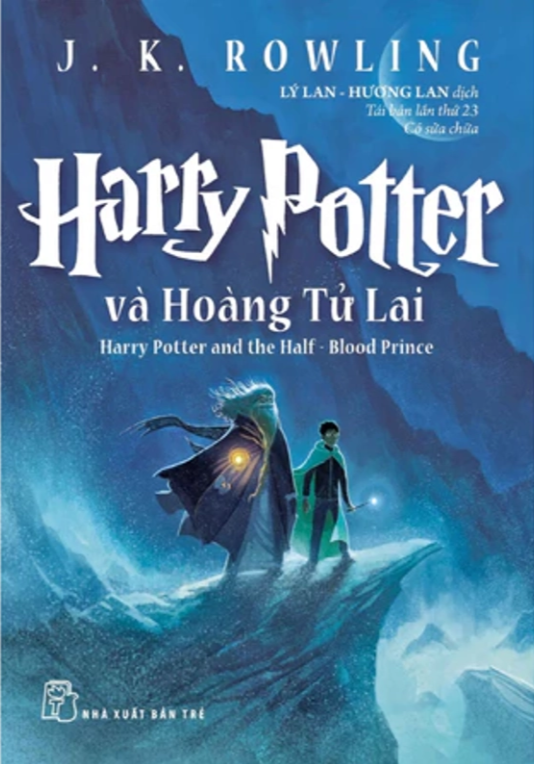 J. K. ROWLING
LÝ LAN - HƯƠNG LAN dịch
Tái bản lần thứ 23
Có sửa chữa
Harry Potter
và Hoàng Tử Lai
Harry Potter and the Half - Blood Prince
NHÀ XUẤT BẢN TRẺ